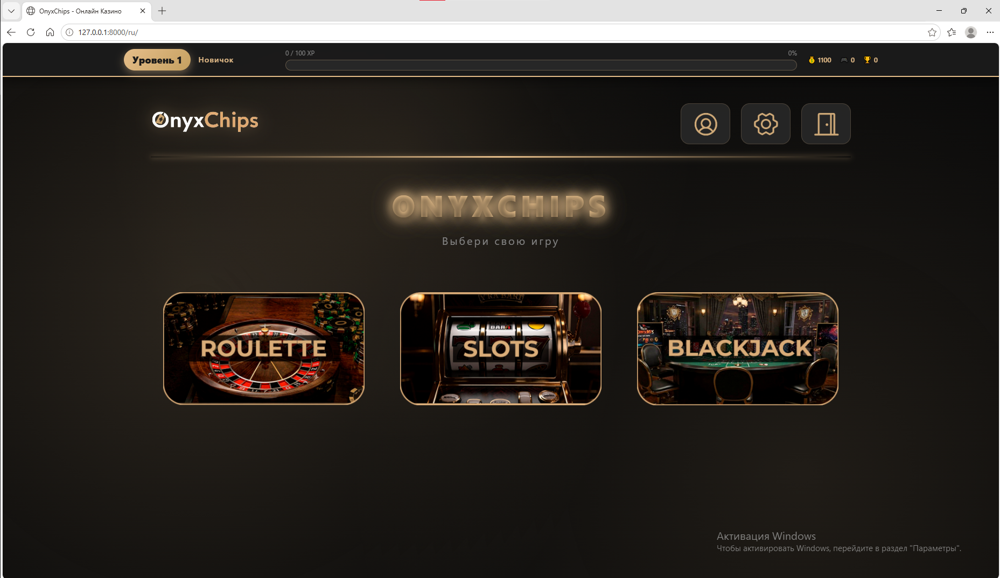 OnyxChips - Онлайн Казино
127.0.0.1:8000/ru/
Уровень 1
Новичок
0 / 100 XP
0%
1100
0
0
OnyxChips
ONYXCHIPS
Выбери свою игру
ROULETTE
SLOTS
BLACKJACK
Активация Windows
Чтобы активировать Windows, перейдите в раздел "Параметры".